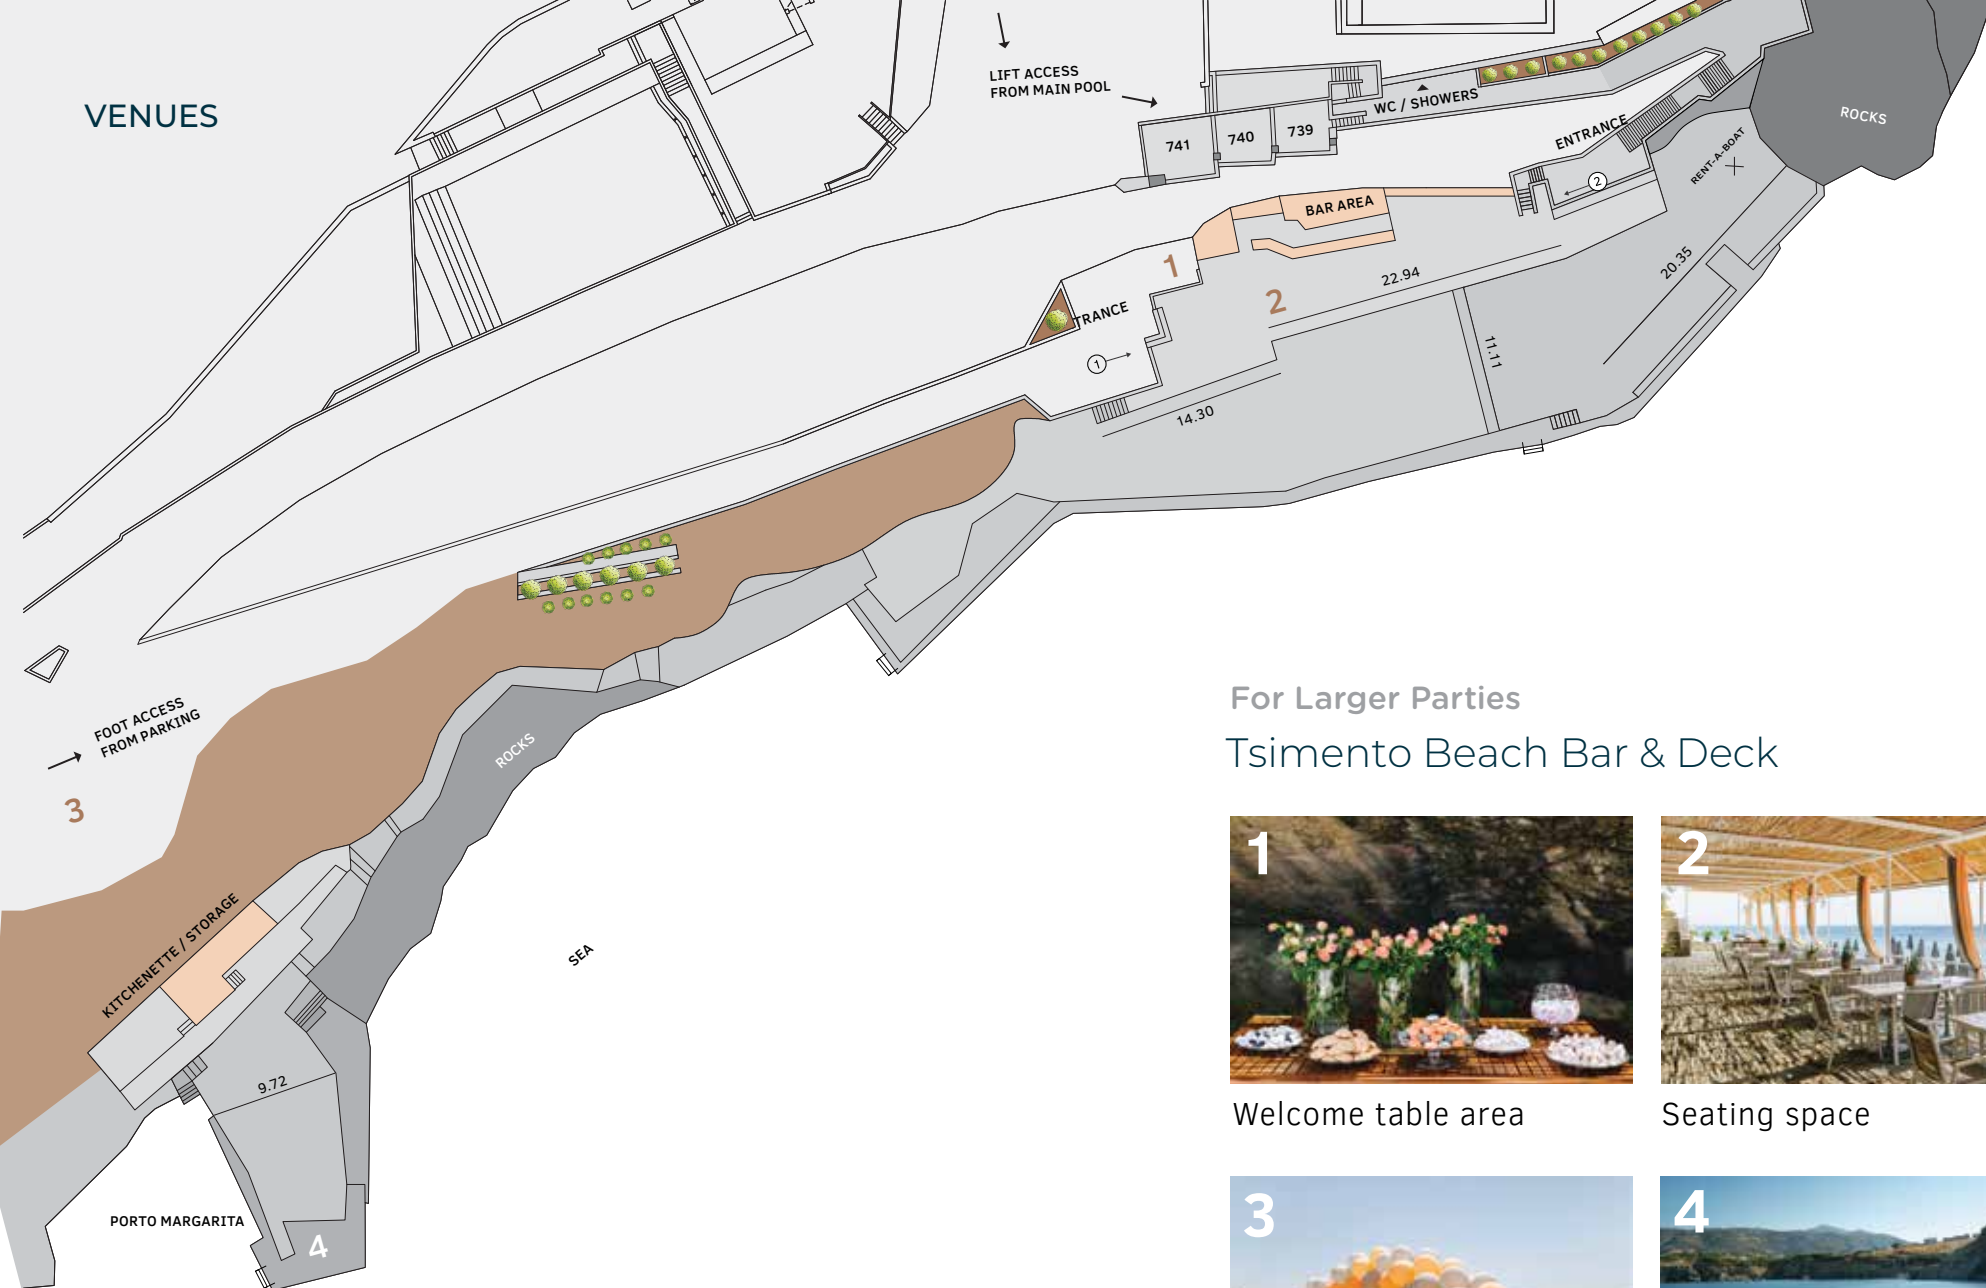 VENUES
LIFT ACCESS
FROM MAIN POOL
741
740
739
WC / SHOWERS
ENTRANCE
2
RENT-A-BOAT
ROCKS
BAR AREA
1
2
22.94
20.35
11.11
TRANCE
1
14.30
FOOT ACCESS
FROM PARKING
3
ROCKS
SEA
KITCHENETTE / STORAGE
9.72
PORTO MARGARITA
4
For Larger Parties
Tsimento Beach Bar & Deck
1
2
Welcome table area
Seating space
3
4